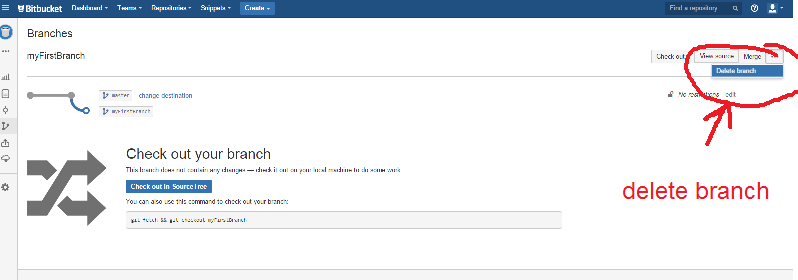 Bitbucket Dashboard Teams Repositories Snippets Create Find a repository
Branches
myFirstBranch
Check out View source Merge
Delete branch
master change destination
No restrictions edit
myFirstBranch
Check out your branch
This branch does not contain any changes — check it out on your local machine to do some work
Check out in SourceTree
delete branch
You can also use this command to check out your branch:
git fetch && git checkout myFirstBranch